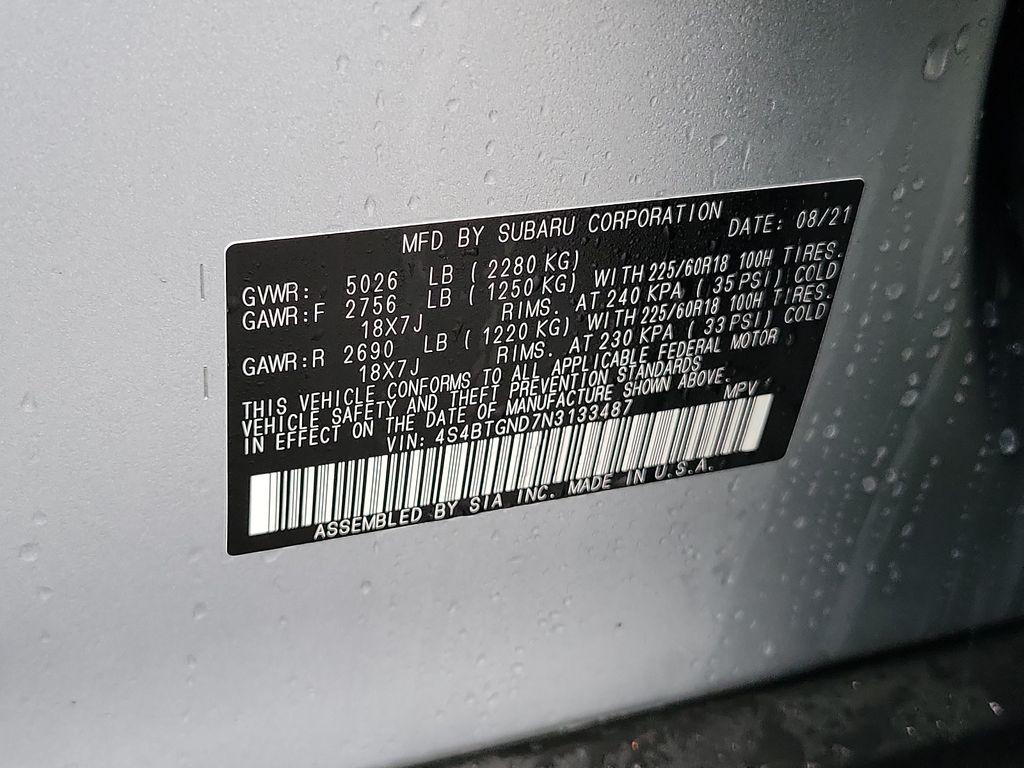 MFD BY SUBARU CORPORATION DATE: 08/21
GVWR: 5026 LB (2280 KG)
GAWR:F 2756 LB (1250 KG) WITH 225/60R18 100H TIRES.
18X7J RIMS. AT 240 KPA (35 PSI) COLD
GAWR:R 2690 LB (1220 KG) WITH 225/60R18 100H TIRES.
18X7J RIMS. AT 230 KPA (33 PSI) COLD
THIS VEHICLE CONFORMS TO ALL APPLICABLE FEDERAL MOTOR
VEHICLE SAFETY AND THEFT PREVENTION STANDARDS
IN EFFECT ON THE DATE OF MANUFACTURE SHOWN ABOVE.
VIN: 4S4BTGND7N3133487 MPV
ASSEMBLED BY SIA INC. MADE IN U.S.A.